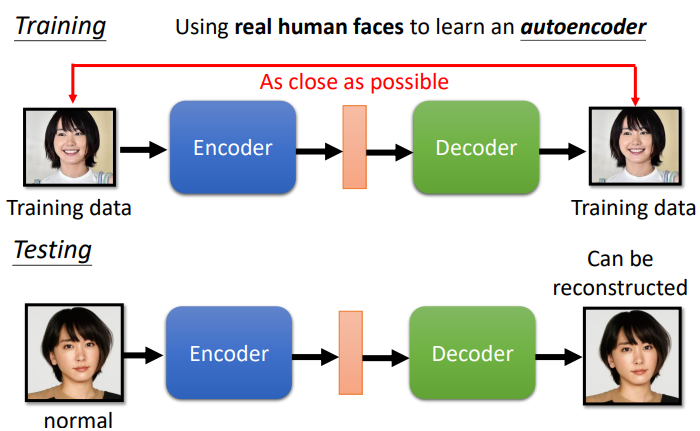 Training
Using real human faces to learn an autoencoder
As close as possible
Encoder
Decoder
Training data
Training data
Testing
Can be
reconstructed
Encoder
Decoder
normal